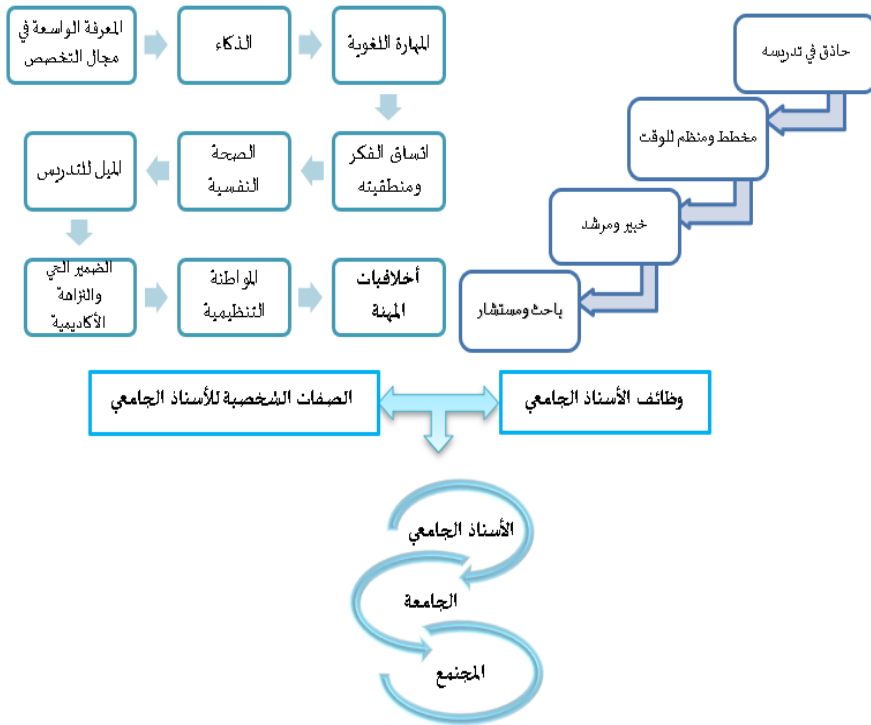 المعرفة الواسعة في
مجال التخصص
الذكاء
المهارة اللغوية
اتساق الفكر
ومنطقيته
الصحة
النفسية
الميل للتدريس
الضمير الحي
والنزاهة
الأكاديمية
المواطنة
التنظيمية
أخلاقيات
المهنة
حاذق في تدريسه
مخطط ومنظم للوقت
خبير ومرشد
باحث ومستشار
وظائف الأستاذ الجامعي
الصفات الشخصية للأستاذ الجامعي
الأستاذ الجامعي
الجامعة
المجتمع